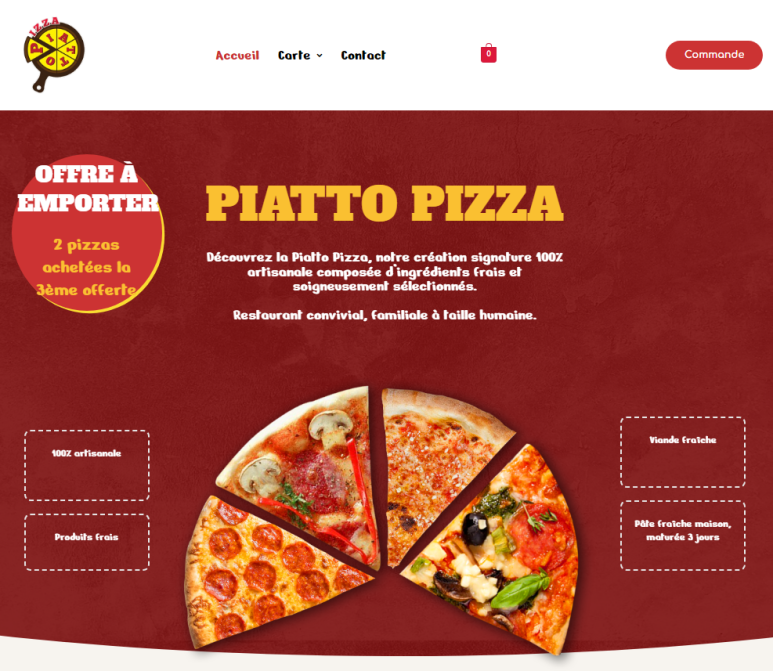 PIZZA
PIATTO
Accueil
Carte
Contact
0
Commande
OFFRE À
EMPORTER
2 pizzas
achetées la
3ème offerte
PIATTO PIZZA
Découvrez la Piatto Pizza, notre création signature 100%
artisanale composée d'ingrédients frais et
soigneusement sélectionnés.
Restaurant convivial, familiale à taille humaine.
100% artisanale
Produits frais
Viande fraîche
Pâte fraîche maison,
maturée 3 jours